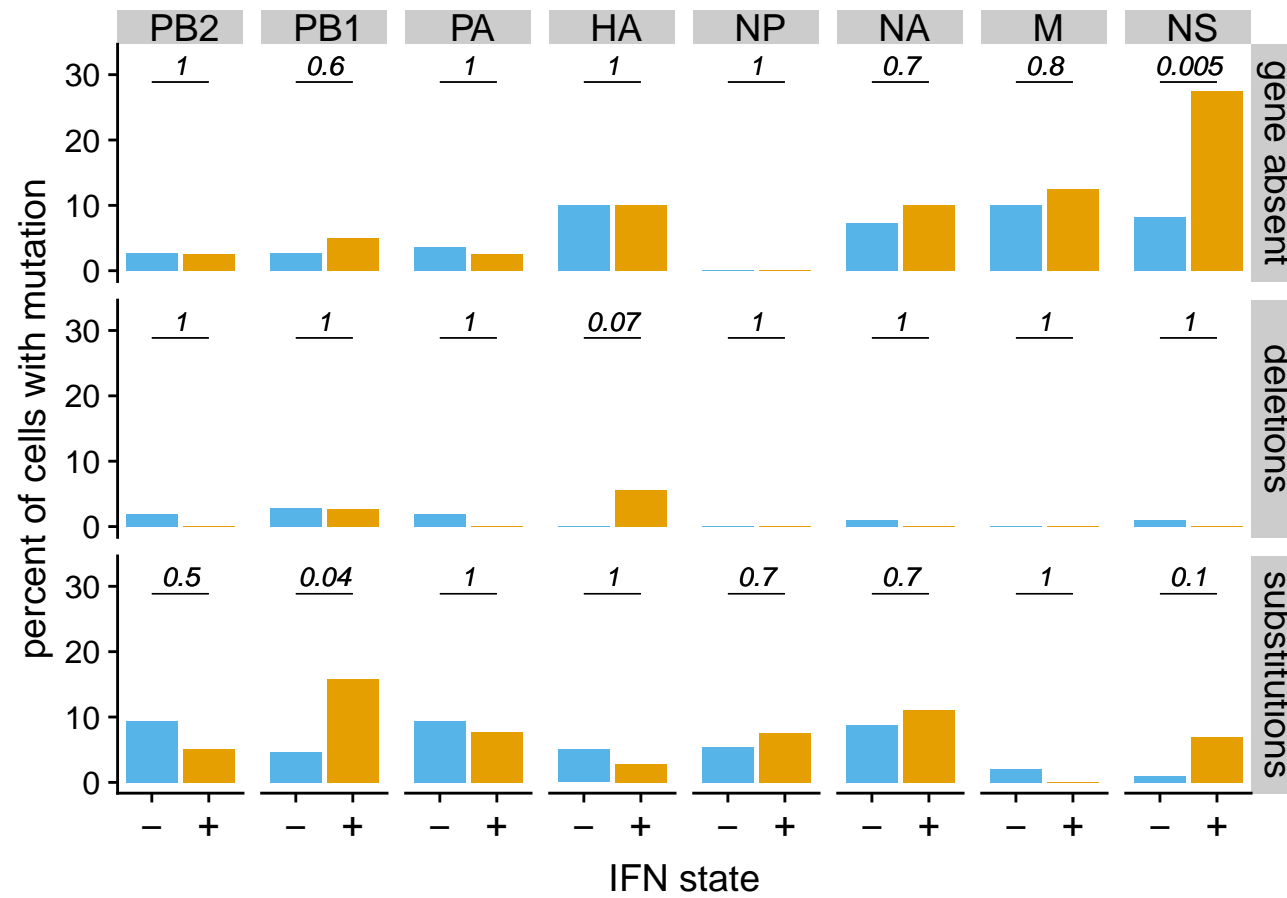 PB2 PB1 PA HA NP NA M NS
1 0.6 1 1 1 0.7 0.8 0.005
30
20
10
0
gene absent
1 1 1 0.07 1 1 1 1
30
20
10
0
deletions
0.5 0.04 1 1 0.7 0.7 1 0.1
30
20
10
0
substitutions
percent of cells with mutation
– + – + – + – + – + – + – + – +
IFN state